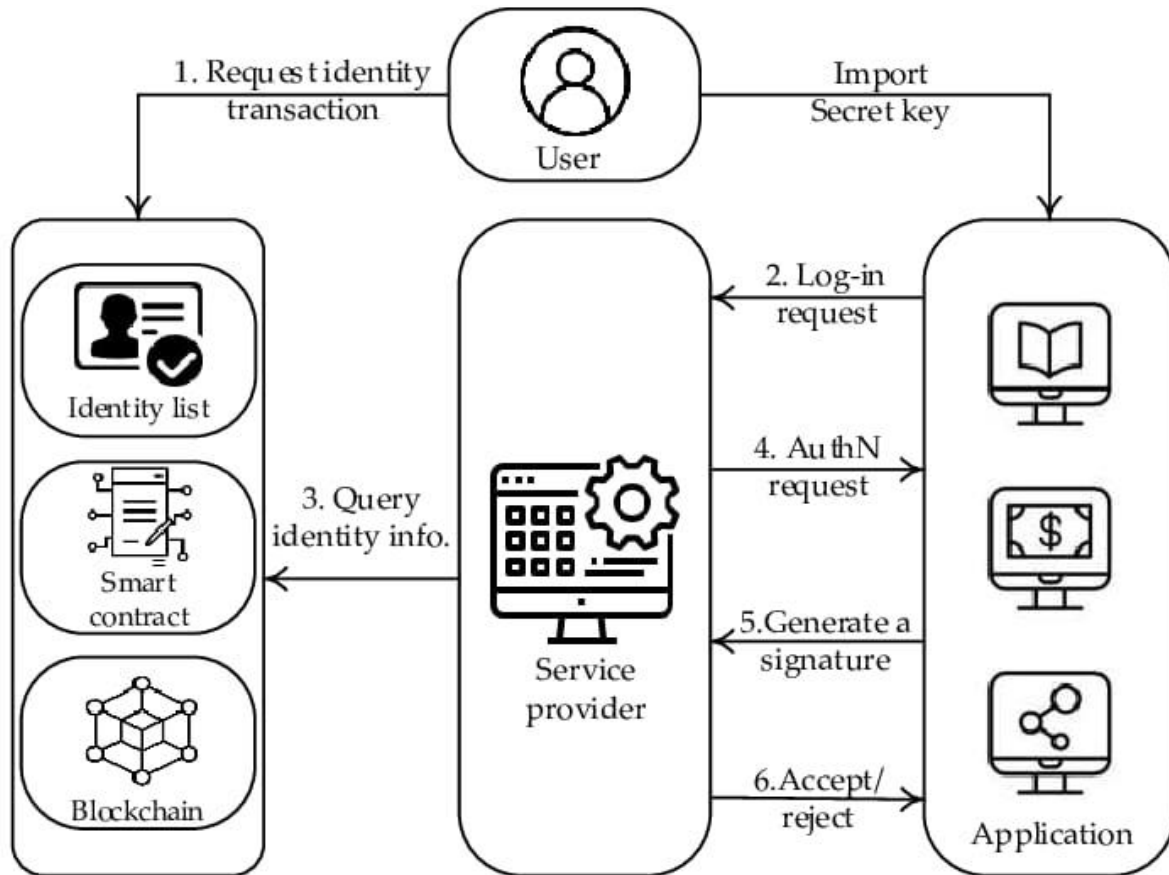 1. Request identity
transaction
User
Import
Secret key
Identity list
Smart
contract
Blockchain
3. Query
identity info.
Service
provider
2. Log-in
request
4. AuthN
request
5.Generate a
signature
6.Accept/
reject
$
Application